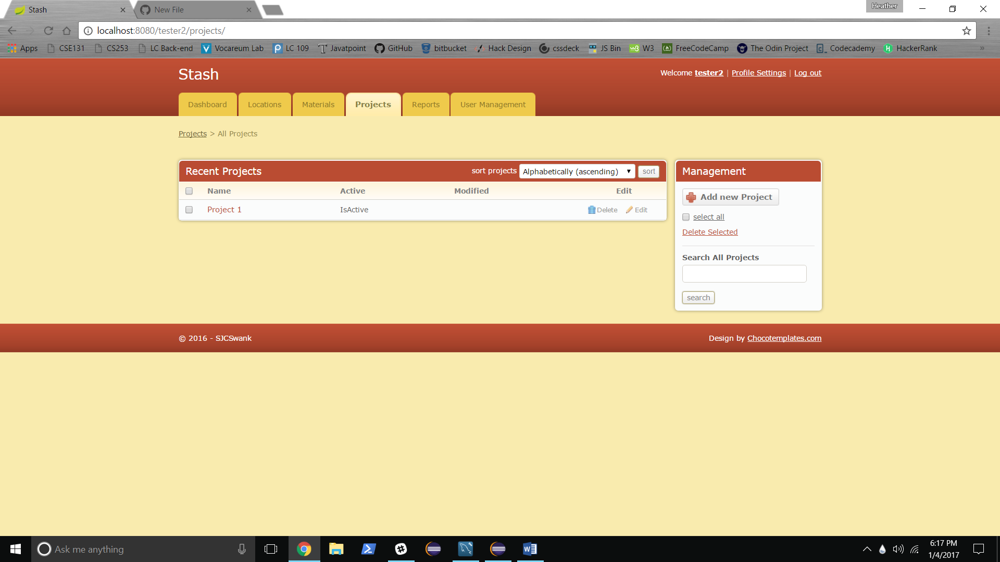 Stash
New File
Heather
localhost:8080/tester2/projects/
Apps CSE131 CS253 LC Back-end Vocareum Lab LC 109 Javatpoint GitHub bitbucket Hack Design cssdeck JS Bin W3 FreeCodeCamp The Odin Project Codecademy HackerRank »
Stash
Welcome tester2 | Profile Settings | Log out
Dashboard Locations Materials Projects Reports User Management
Projects > All Projects
Recent Projects sort projects Alphabetically (ascending) sort
Name Active Modified Edit
Project 1 IsActive Delete Edit
Management
Add new Project
select all
Delete Selected
Search All Projects
search
© 2016 - SJCSwank
Design by Chocotemplates.com
Ask me anything
6:17 PM
1/4/2017